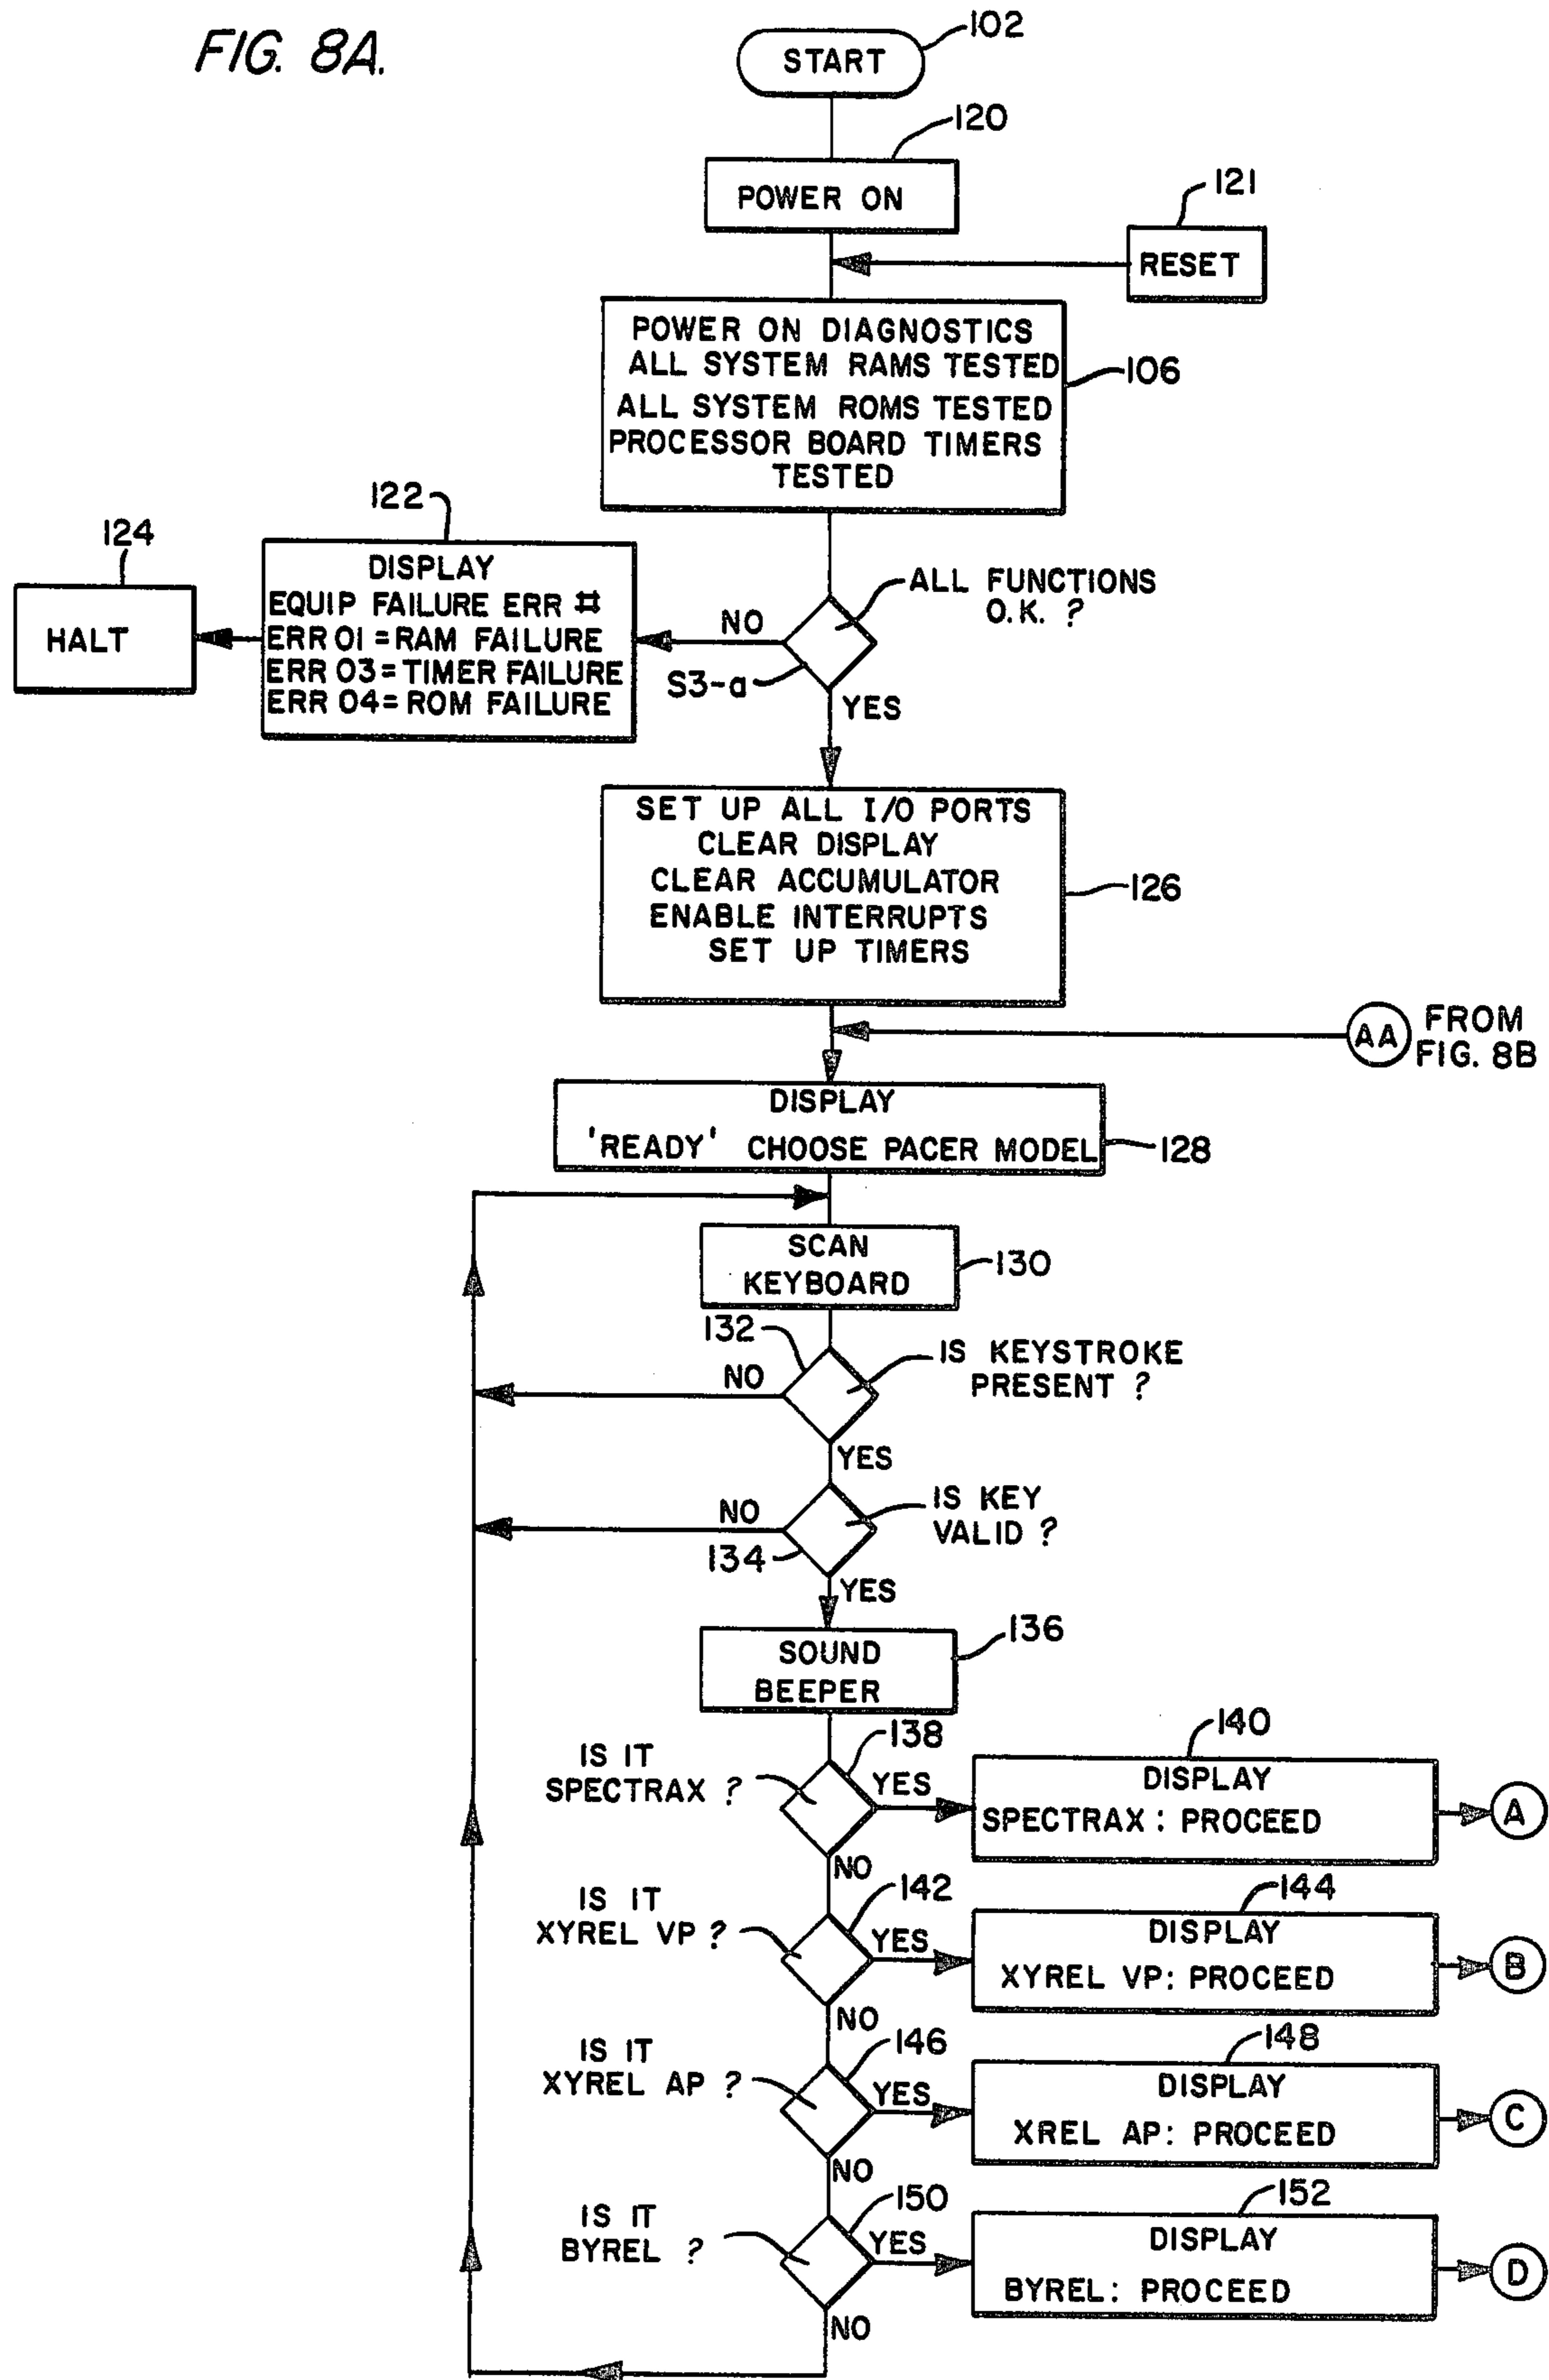 FIG. 8A.
START
102
120
POWER ON
121
RESET
POWER ON DIAGNOSTICS
ALL SYSTEM RAMS TESTED
ALL SYSTEM ROMS TESTED
PROCESSOR BOARD TIMERS
TESTED
106
ALL FUNCTIONS
O.K. ?
NO
S3-a
YES
122
DISPLAY
EQUIP FAILURE ERR #
ERR 01 = RAM FAILURE
ERR 03 = TIMER FAILURE
ERR 04 = ROM FAILURE
124
HALT
SET UP ALL I/O PORTS
CLEAR DISPLAY
CLEAR ACCUMULATOR
ENABLE INTERRUPTS
SET UP TIMERS
126
AA
FROM
FIG. 8B
DISPLAY
'READY' CHOOSE PACER MODEL
128
SCAN
KEYBOARD
130
132
IS KEYSTROKE
PRESENT ?
NO
YES
IS KEY
VALID ?
NO
134
YES
136
SOUND
BEEPER
IS IT
SPECTRAX ?
138
YES
NO
140
DISPLAY
SPECTRAX : PROCEED
A
IS IT
XYREL VP ?
142
YES
NO
144
DISPLAY
XYREL VP: PROCEED
B
IS IT
XYREL AP ?
146
YES
NO
148
DISPLAY
XREL AP: PROCEED
C
IS IT
BYREL ?
150
YES
NO
152
DISPLAY
BYREL: PROCEED
D